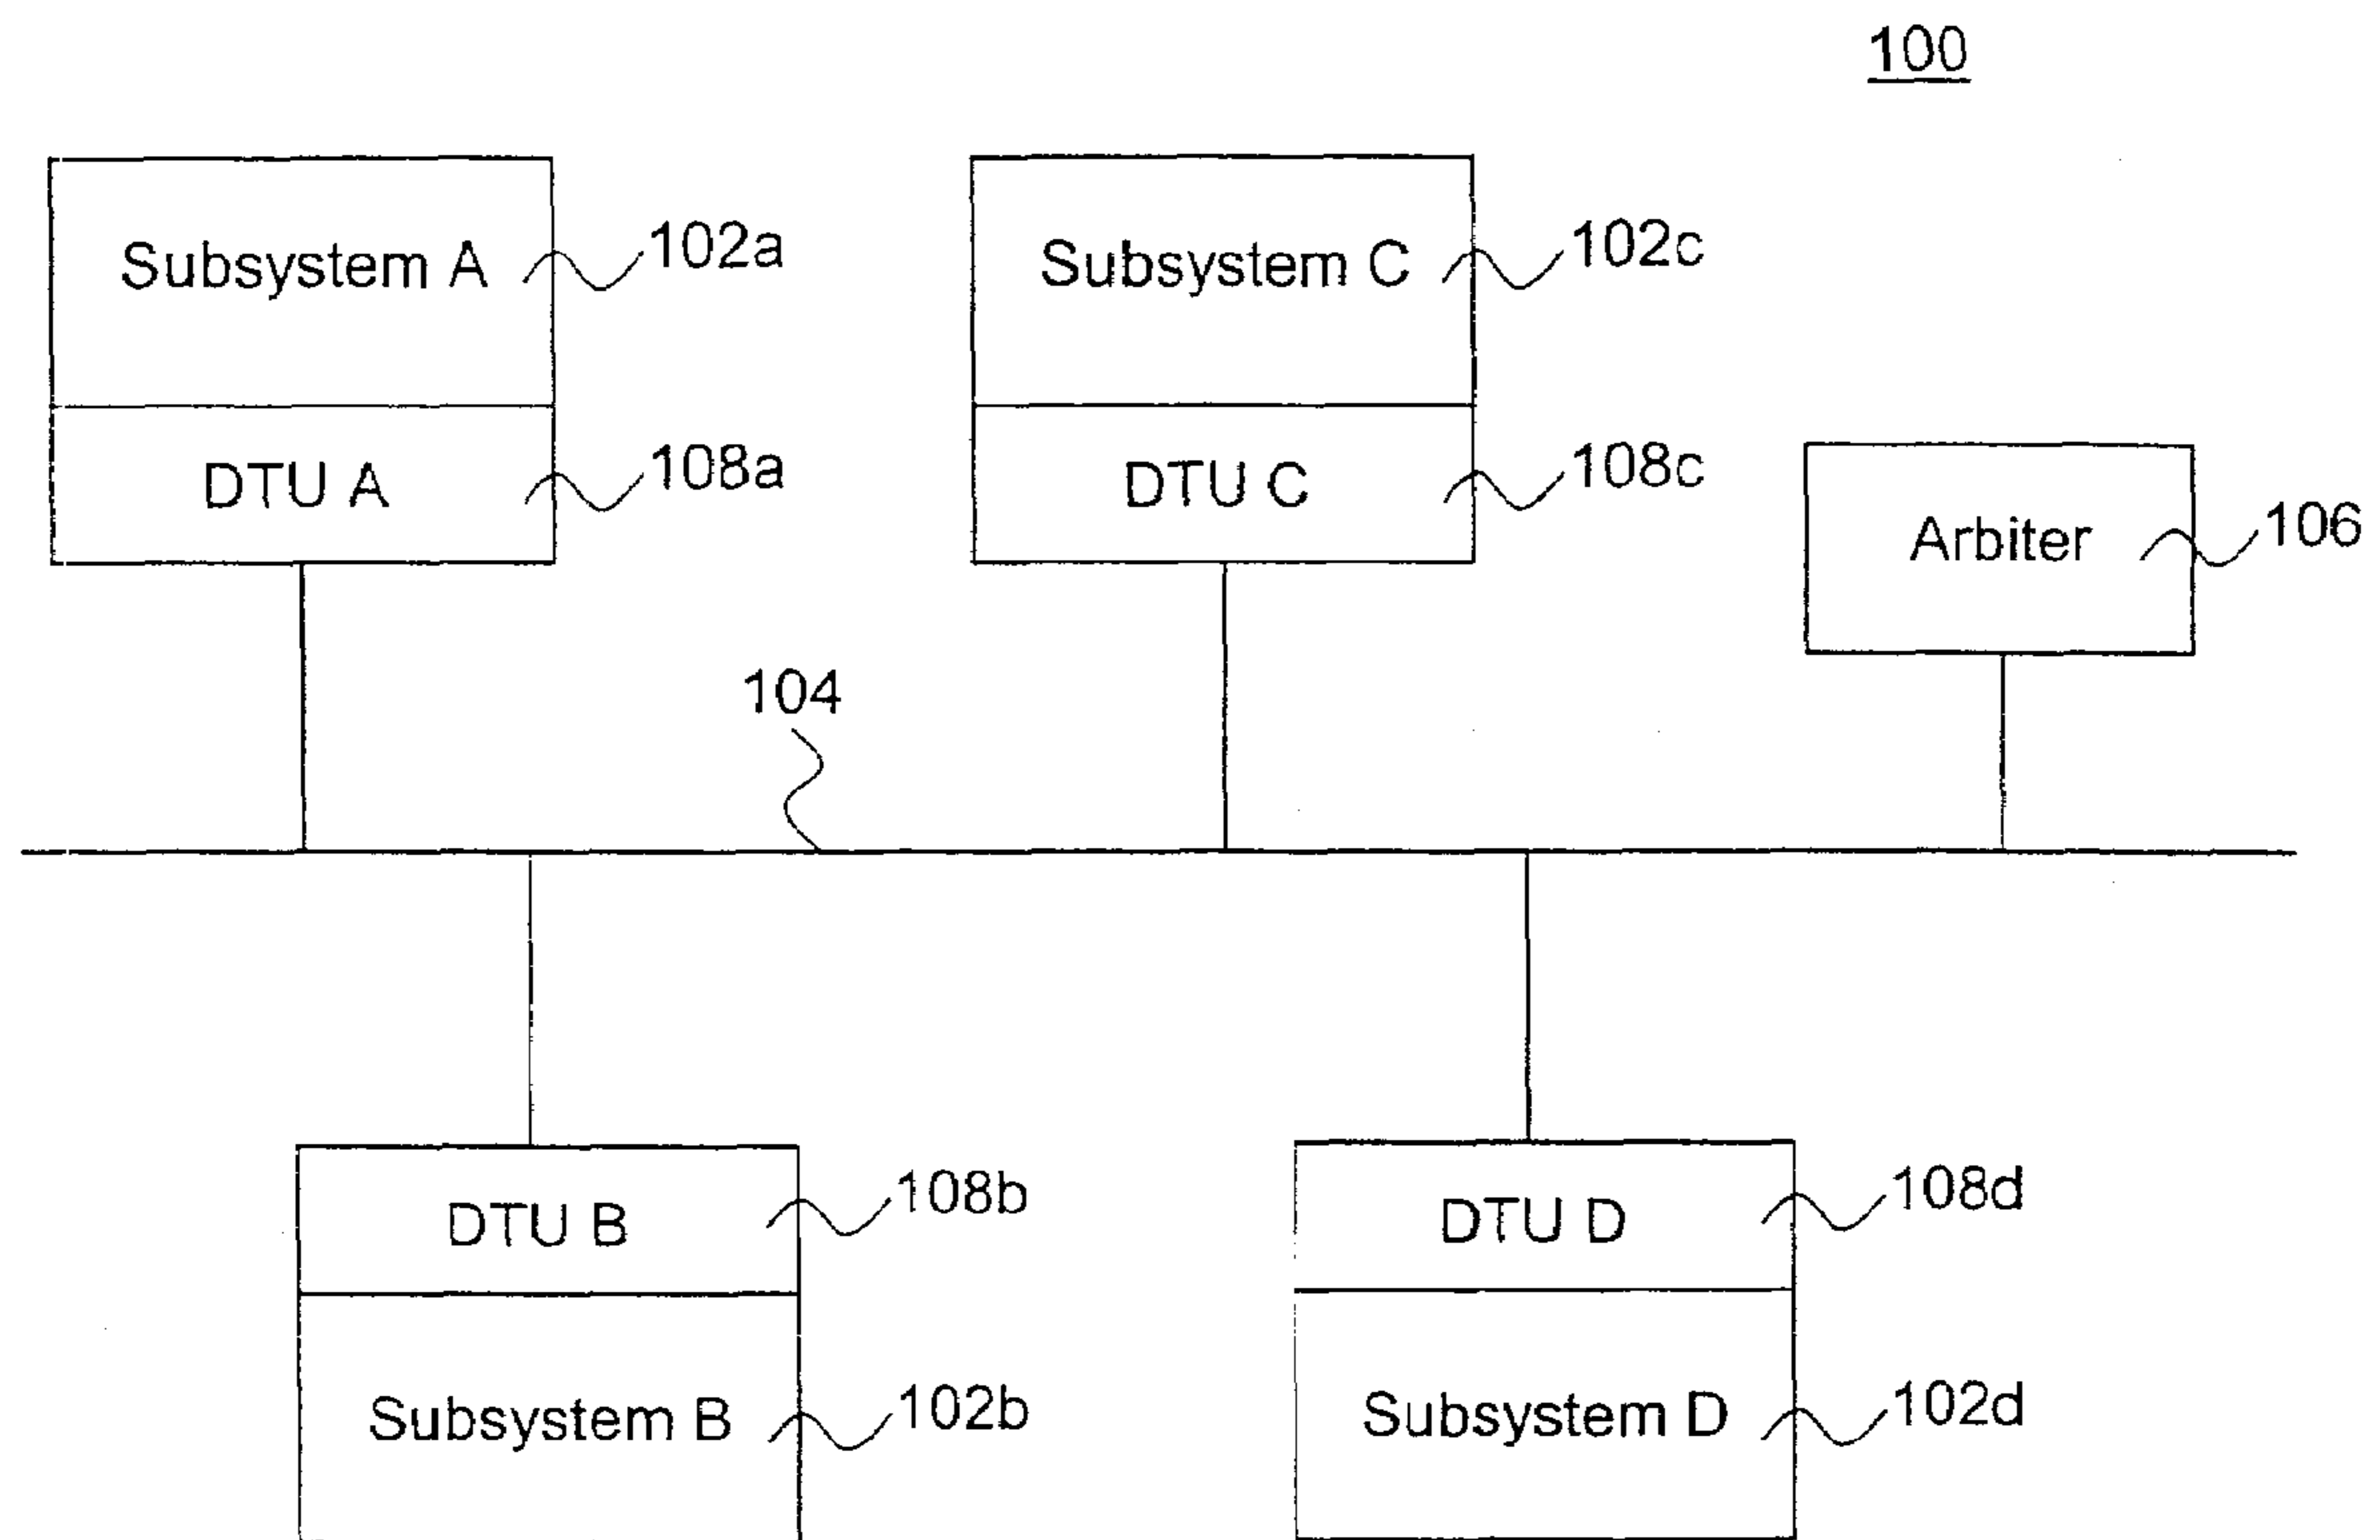 100
Subsystem A
102a
Subsystem C
102c
DTU A
108a
DTU C
108c
Arbiter
106
104
DTU B
108b
DTU D
108d
Subsystem B
102b
Subsystem D
102d